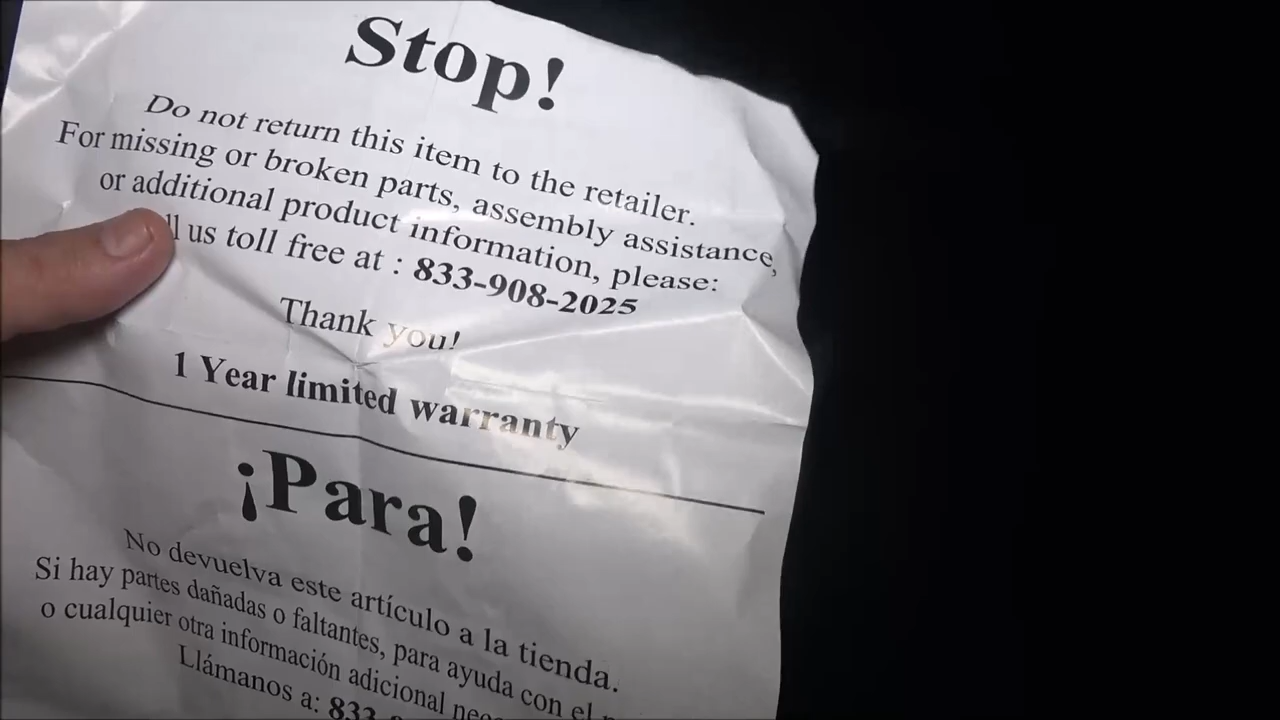 Stop!
Do not return this item to the retailer.
For missing or broken parts, assembly assistance,
or additional product information, please:
us toll free at : 833-908-2025
Thank you!
1 Year limited warranty
¡Para!
No devuelva este artículo a la tienda.
Si hay partes dañadas o faltantes, para ayuda con el
o cualquier otra información adicional
Llámanos a: 833